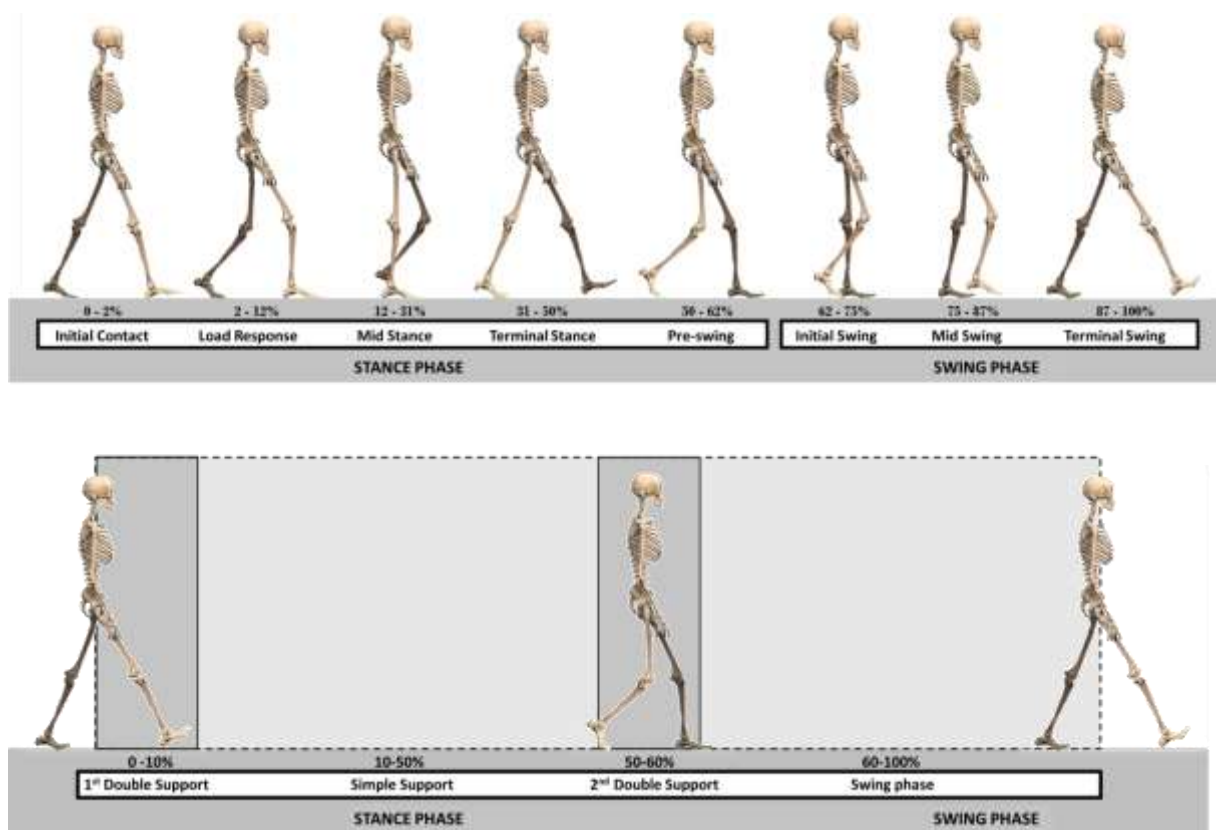 0 - 2% 2 - 12% 12 - 31% 31 - 50% 50 - 62% 62 - 75% 75 - 87% 87 - 100%
Initial Contact Load Response Mid Stance Terminal Stance Pre-swing Initial Swing Mid Swing Terminal Swing
STANCE PHASE SWING PHASE
0 -10% 10-50% 50-60% 60-100%
1st Double Support Simple Support 2nd Double Support Swing phase
STANCE PHASE SWING PHASE